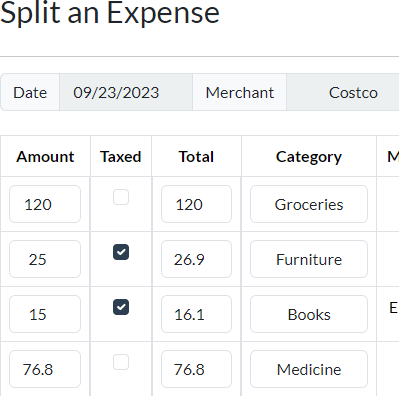 Split an Expense
Date 09/23/2023 Merchant Costco
Amount Taxed Total Category
120 120 Groceries
25 26.9 Furniture
15 16.1 Books
76.8 76.8 Medicine